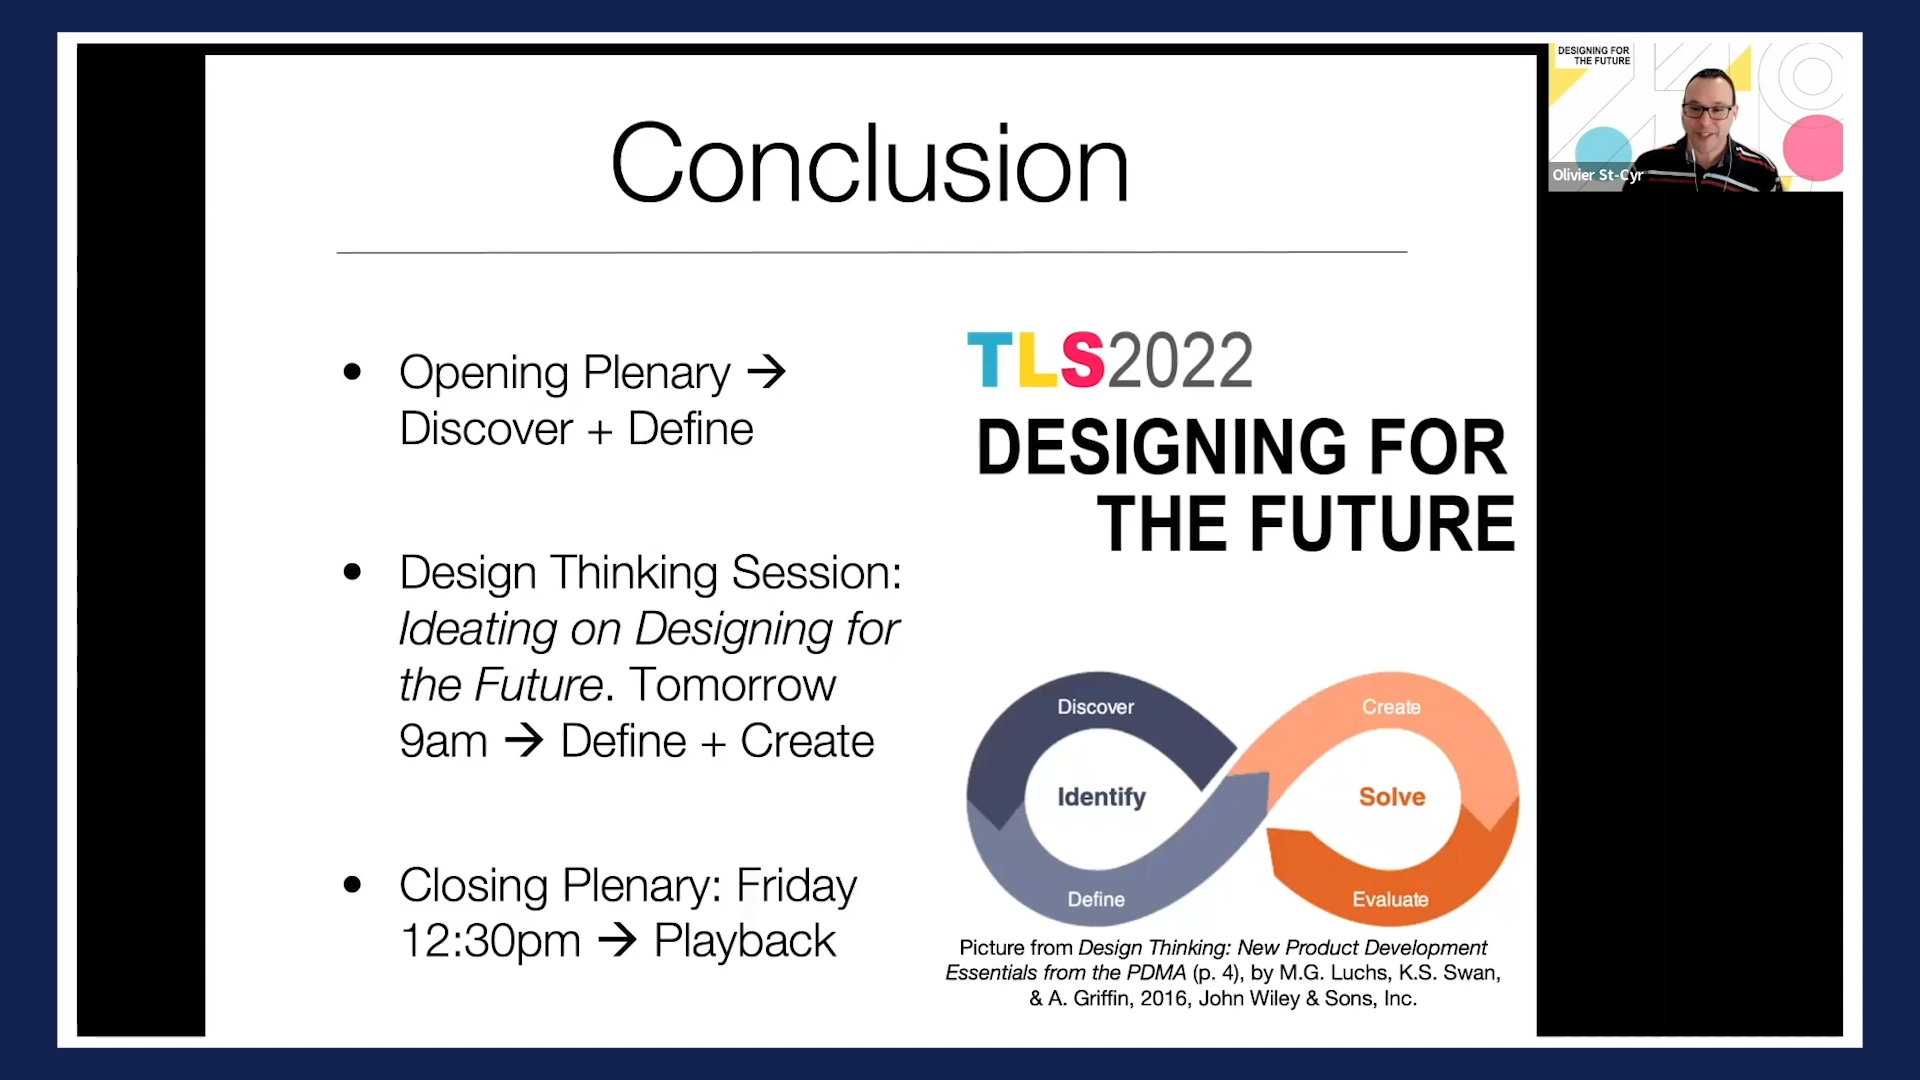 DESIGNING FOR
THE FUTURE
Olivier St-Cyr
Conclusion
• Opening Plenary →
Discover + Define
• Design Thinking Session:
Ideating on Designing for
the Future. Tomorrow
9am → Define + Create
• Closing Plenary: Friday
12:30pm → Playback
TLS2022
DESIGNING FOR
THE FUTURE
Discover
Create
Identify
Solve
Define
Evaluate
Picture from Design Thinking: New Product Development
Essentials from the PDMA (p. 4), by M.G. Luchs, K.S. Swan,
& A. Griffin, 2016, John Wiley & Sons, Inc.